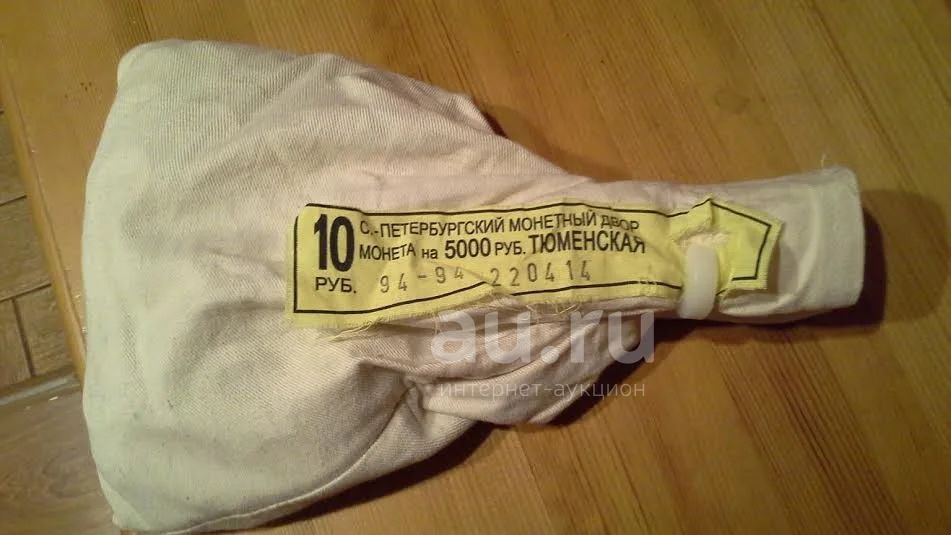 10 С.-ПЕТЕРБУРГСКИЙ МОНЕТНЫЙ ДВОР
МОНЕТА на 5000 РУБ. ТЮМЕНСКАЯ
РУБ. 94-94 220414
au.ru
интернет-аукцион